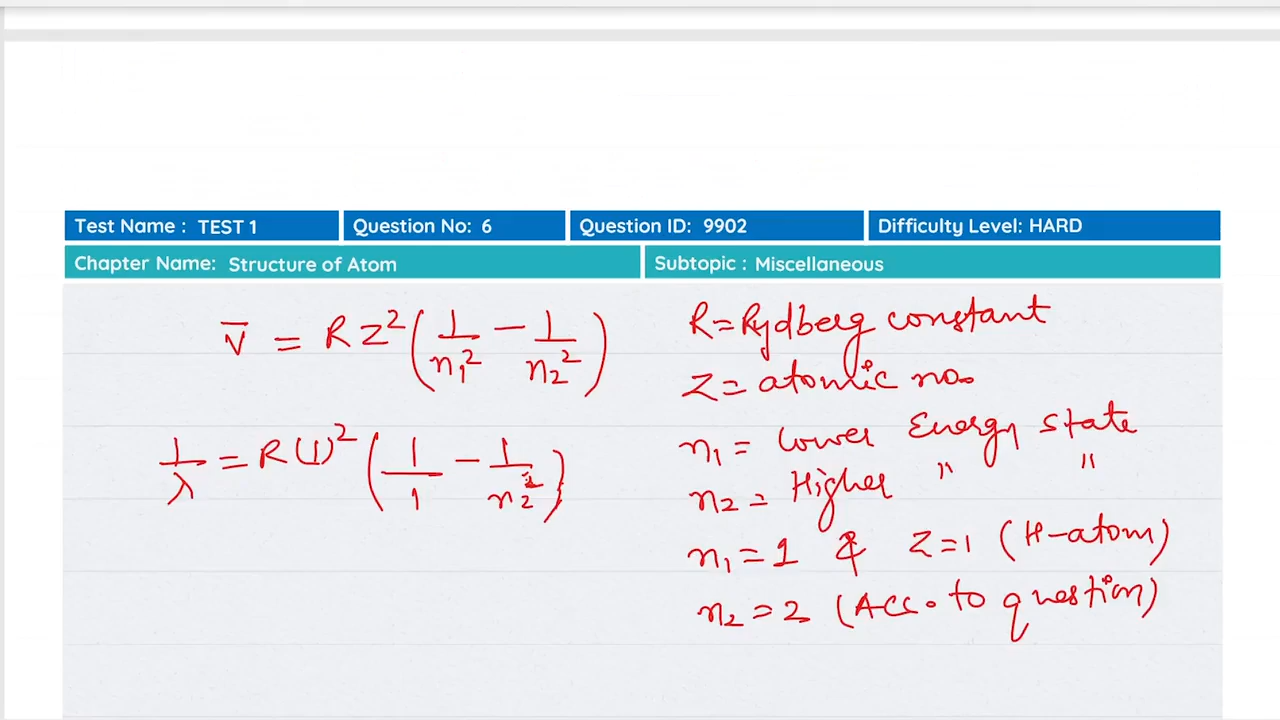 Test Name : TEST 1
Question No: 6
Question ID: 9902
Difficulty Level: HARD
Chapter Name: Structure of Atom
Subtopic : Miscellaneous
v̅ = RZ²(1/n₁² − 1/n₂²)
1/λ = R(1)²(1/1 − 1/n₂²)
R = Rydberg constant
Z = atomic no.
n₁ = Lower Energy state
n₂ = Higher " "
n₁ = 1 & Z = 1 (H-atom)
n₂ = 2 (Acc. to question)